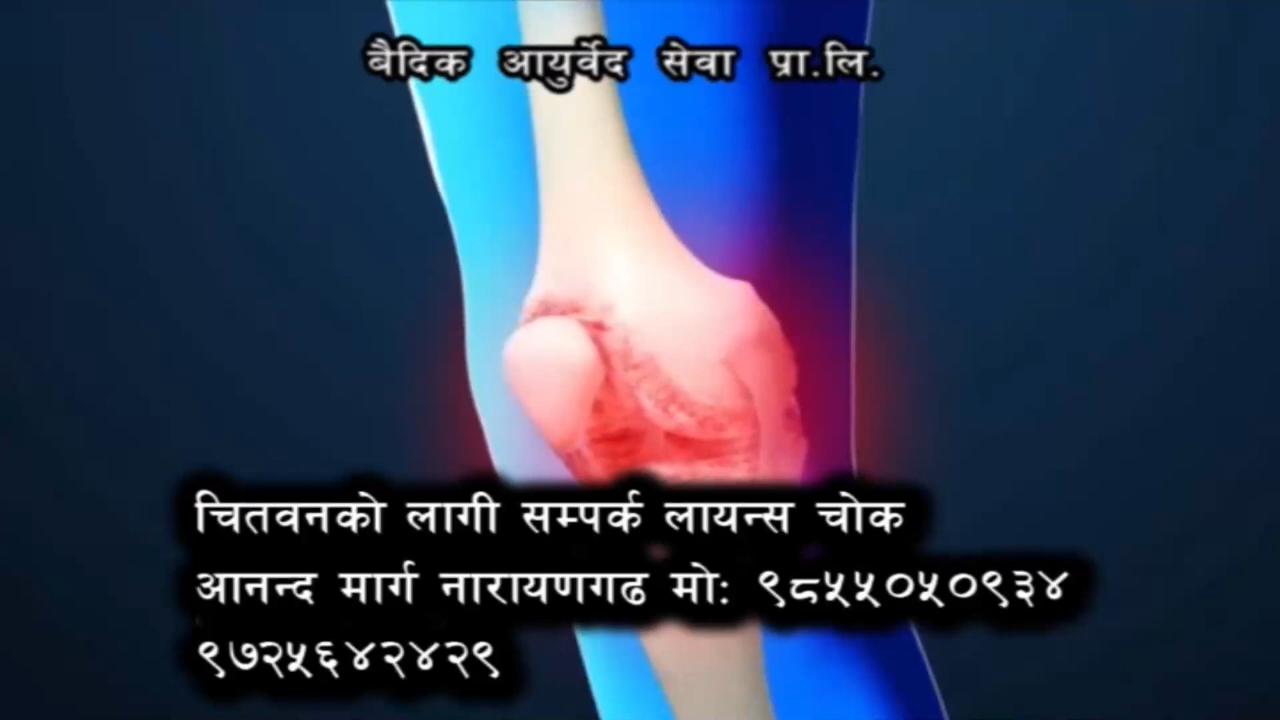 बैदिक आयुर्वेद सेवा प्रा.लि.
चितवनको लागी सम्पर्क लायन्स चोक
आनन्द मार्ग नारायणगढ मोः ९८५५०५०९३४
९७२५६४२४२९